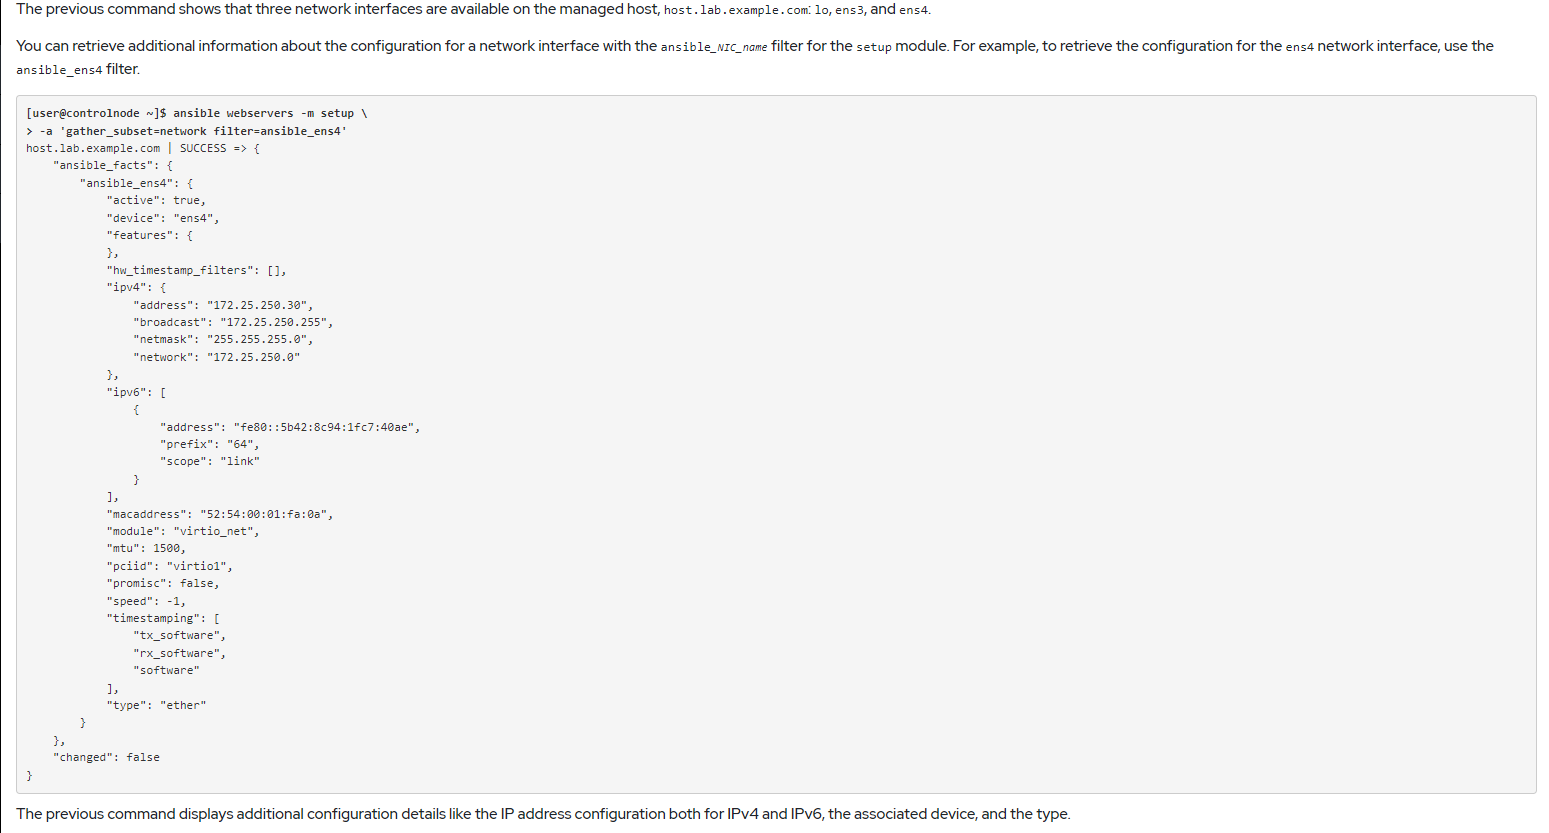 The previous command shows that three network interfaces are available on the managed host, host.lab.example.com: lo, ens3, and ens4.
You can retrieve additional information about the configuration for a network interface with the ansible_NIC_name filter for the setup module. For example, to retrieve the configuration for the ens4 network interface, use the
ansible_ens4 filter.
[user@controlnode ~]$ ansible webservers -m setup \
> -a 'gather_subset=network filter=ansible_ens4'
host.lab.example.com | SUCCESS => {
    "ansible_facts": {
        "ansible_ens4": {
            "active": true,
            "device": "ens4",
            "features": {
            },
            "hw_timestamp_filters": [],
            "ipv4": {
                "address": "172.25.250.30",
                "broadcast": "172.25.250.255",
                "netmask": "255.255.255.0",
                "network": "172.25.250.0"
            },
            "ipv6": [
                {
                    "address": "fe80::5b42:8c94:1fc7:40ae",
                    "prefix": "64",
                    "scope": "link"
                }
            ],
            "macaddress": "52:54:00:01:fa:0a",
            "module": "virtio_net",
            "mtu": 1500,
            "pciid": "virtio1",
            "promisc": false,
            "speed": -1,
            "timestamping": [
                "tx_software",
                "rx_software",
                "software"
            ],
            "type": "ether"
        }
    },
    "changed": false
}
The previous command displays additional configuration details like the IP address configuration both for IPv4 and IPv6, the associated device, and the type.